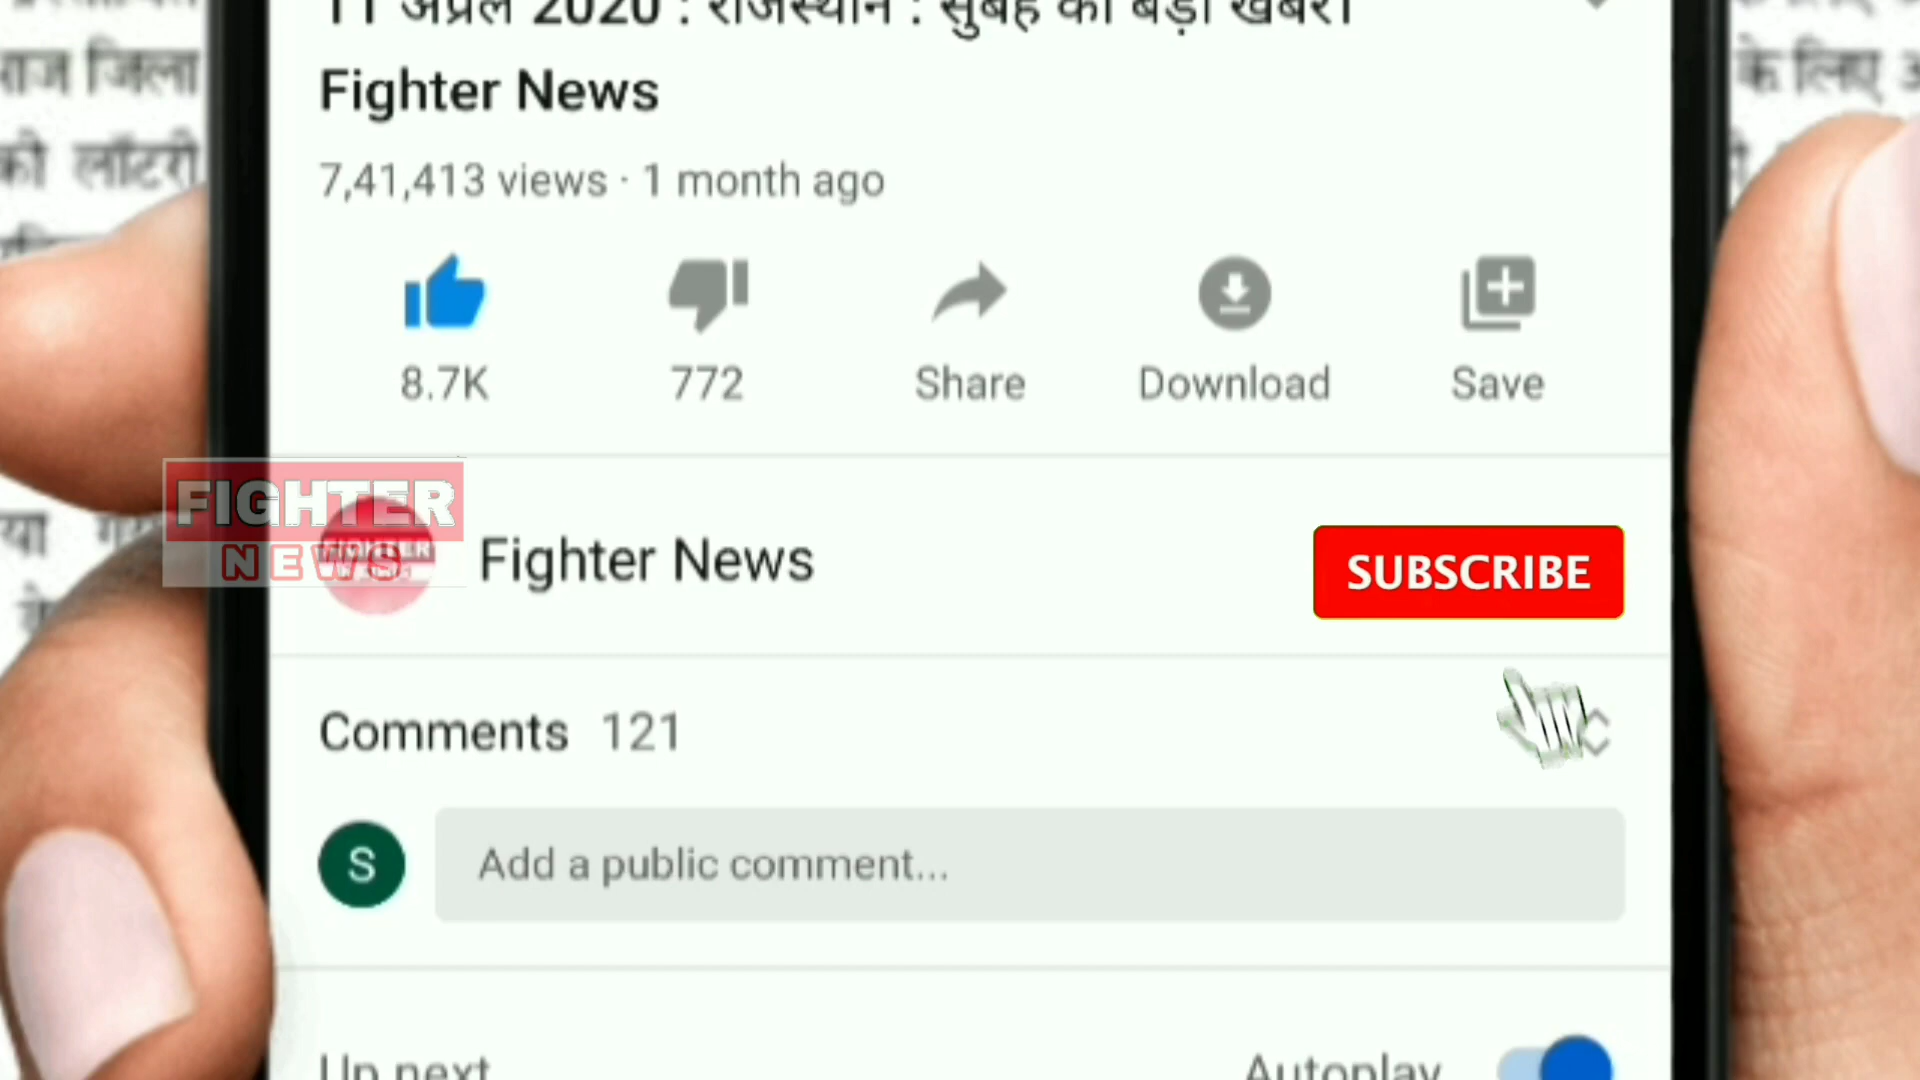 11 अप्रैल 2020 : राजस्थान : सुबह की बड़ी खबरें।
Fighter News
7,41,413 views · 1 month ago
8.7K
772
Share
Download
Save
FIGHTER
NEWS
Fighter News
SUBSCRIBE
Comments 121
S
Add a public comment...
Up next
Autoplay
के लिए
ाज जिला
की लॉटरी
या